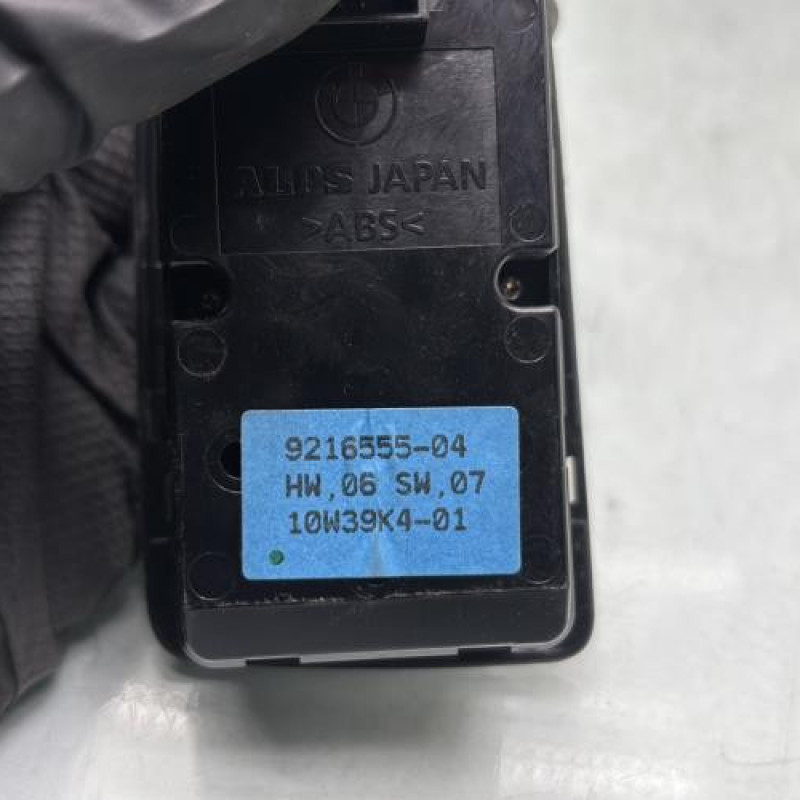 ALPS JAPAN
>ABS<
9216555-04
HW,06 SW,07
10W39K4-01